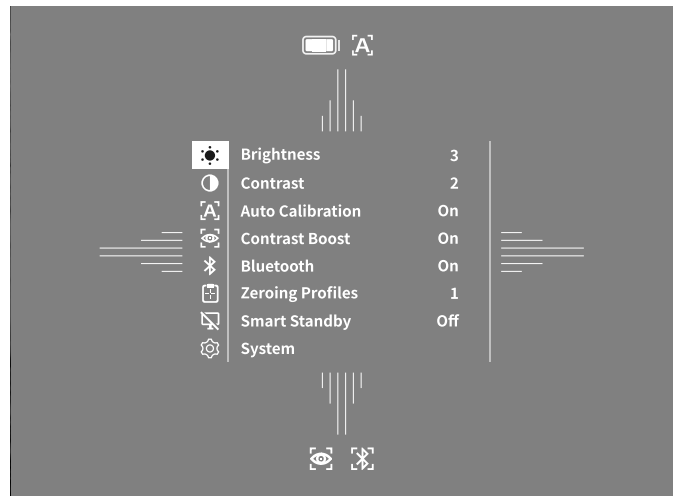 [A]
Brightness 3
Contrast 2
[A] Auto Calibration On
Contrast Boost On
Bluetooth On
Zeroing Profiles 1
Smart Standby Off
System